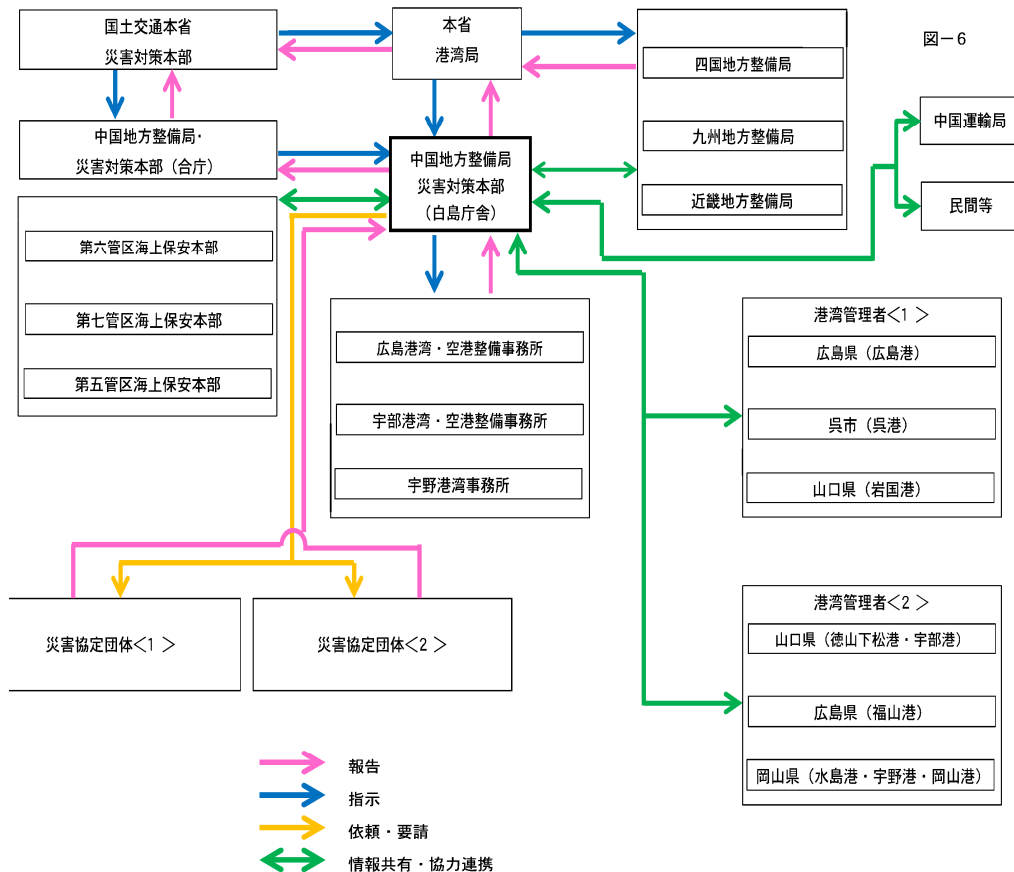 図－6
国土交通本省
災害対策本部
本省
港湾局
四国地方整備局
九州地方整備局
近畿地方整備局
中国運輸局
民間等
中国地方整備局・
災害対策本部（合庁）
中国地方整備局
災害対策本部
（白島庁舎）
第六管区海上保安本部
第七管区海上保安本部
第五管区海上保安本部
広島港湾・空港整備事務所
宇部港湾・空港整備事務所
宇野港湾事務所
港湾管理者＜1＞
広島県（広島港）
呉市（呉港）
山口県（岩国港）
港湾管理者＜2＞
山口県（徳山下松港・宇部港）
広島県（福山港）
岡山県（水島港・宇野港・岡山港）
災害協定団体＜1＞
災害協定団体＜2＞
報告
指示
依頼・要請
情報共有・協力連携